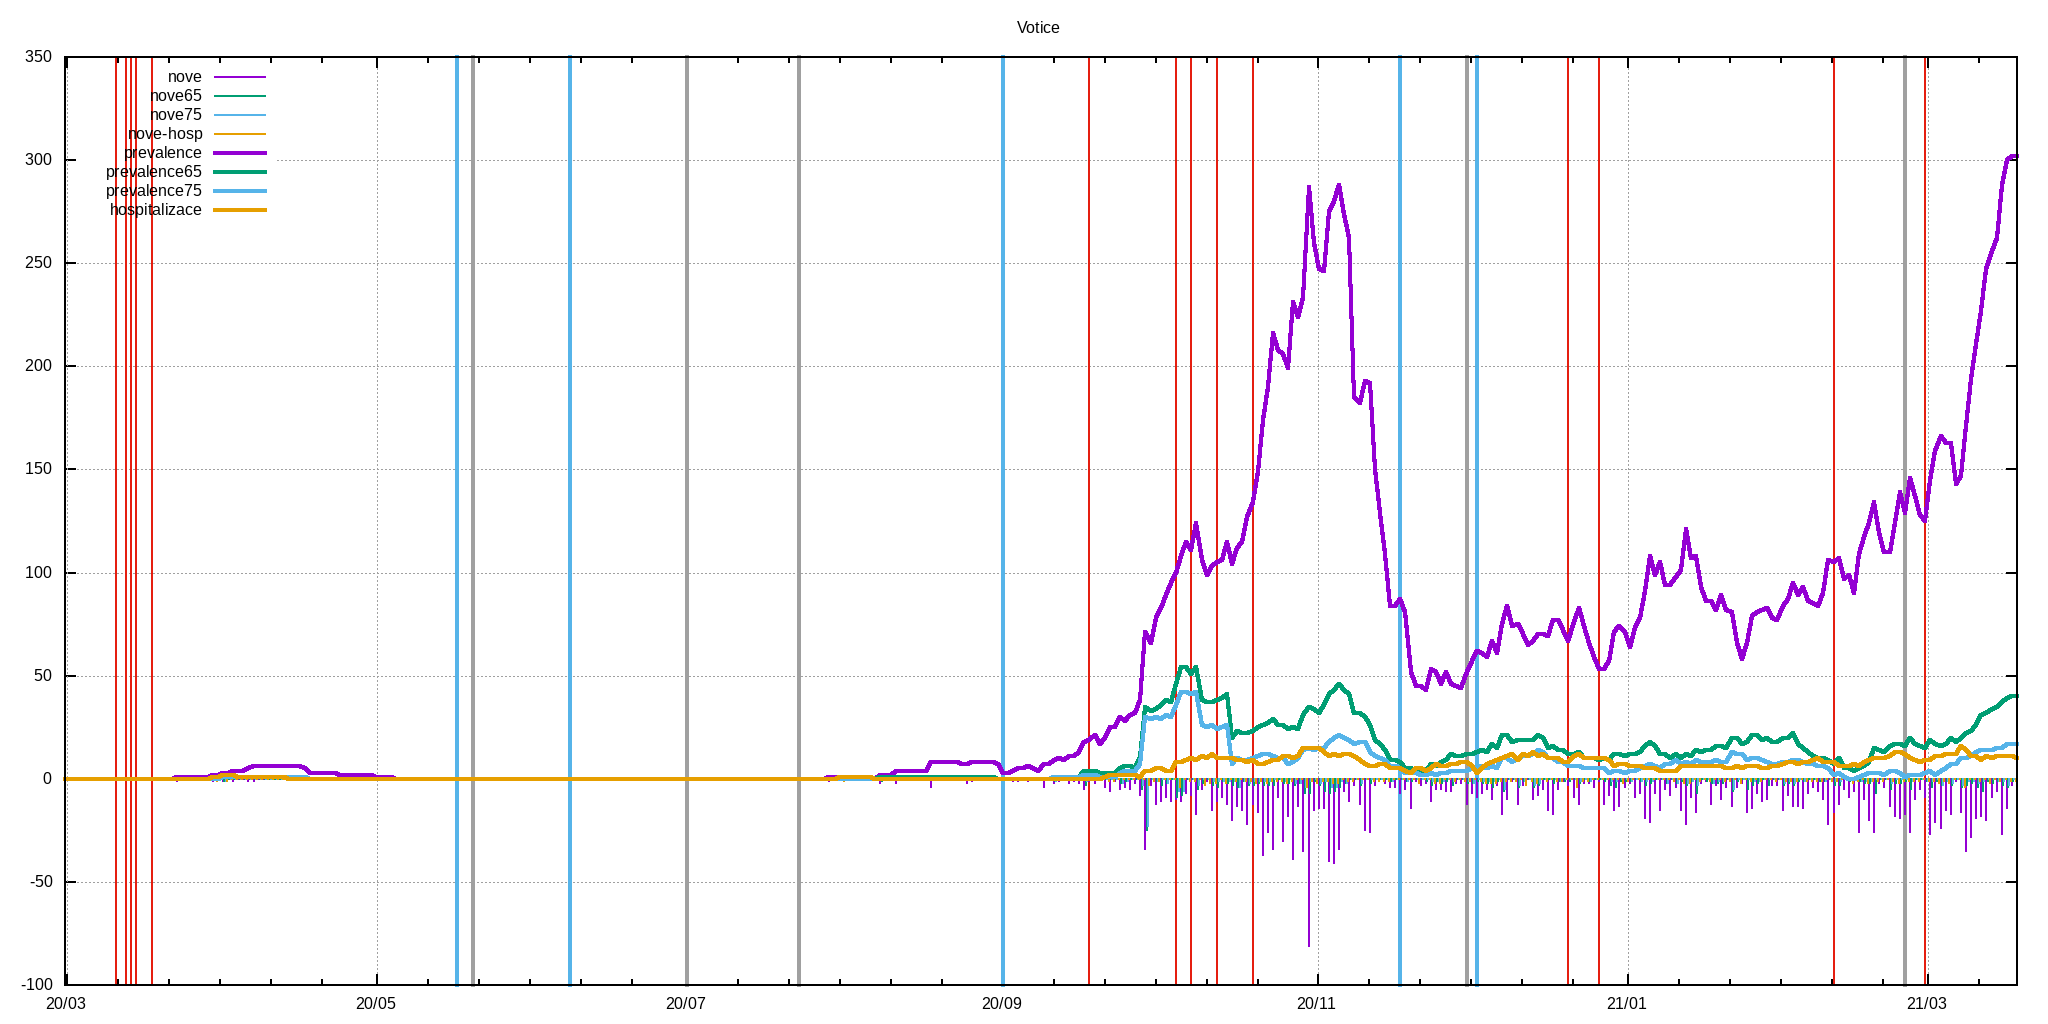 Votice
350
nove
nove65
nove75
nove-hosp
prevalence
prevalence65
prevalence75
hospitalizace
300
250
200
150
100
50
0
-50
-100
20/03 20/05 20/07 20/09 20/11 21/01 21/03